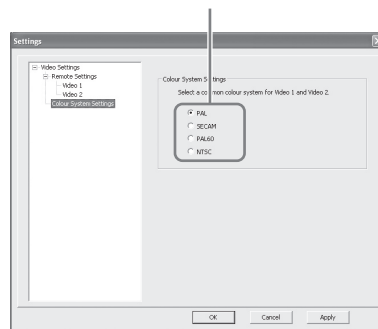 Settings
Video Settings
Remote Settings
Video 1
Video 2
Colour System Settings
Colour System Settings
Select a common colour system for Video 1 and Video 2.
PAL
SECAM
PAL60
NTSC
OK
Cancel
Apply